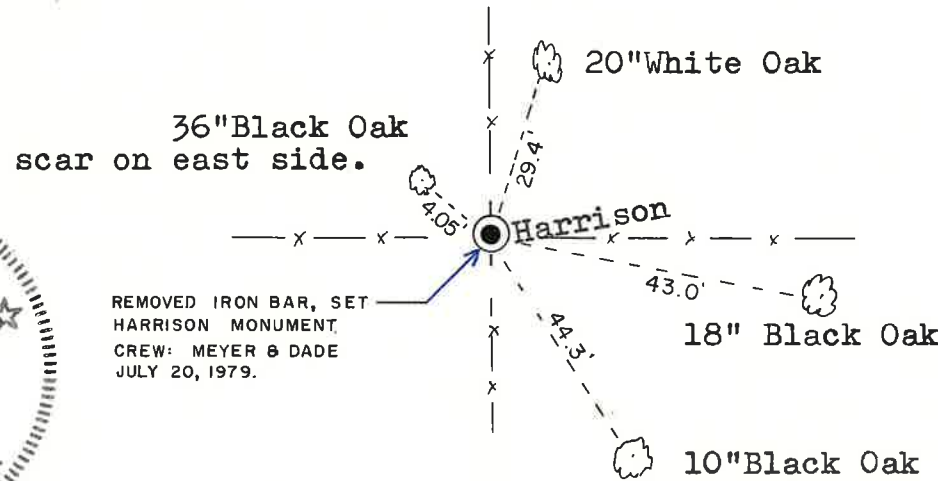 20"White Oak
36"Black Oak
scar on east side.
29.4'
4.05'
Harrison
43.0'
18" Black Oak
REMOVED IRON BAR, SET
HARRISON MONUMENT
CREW: MEYER & DADE
JULY 20, 1979.
44.3'
10"Black Oak